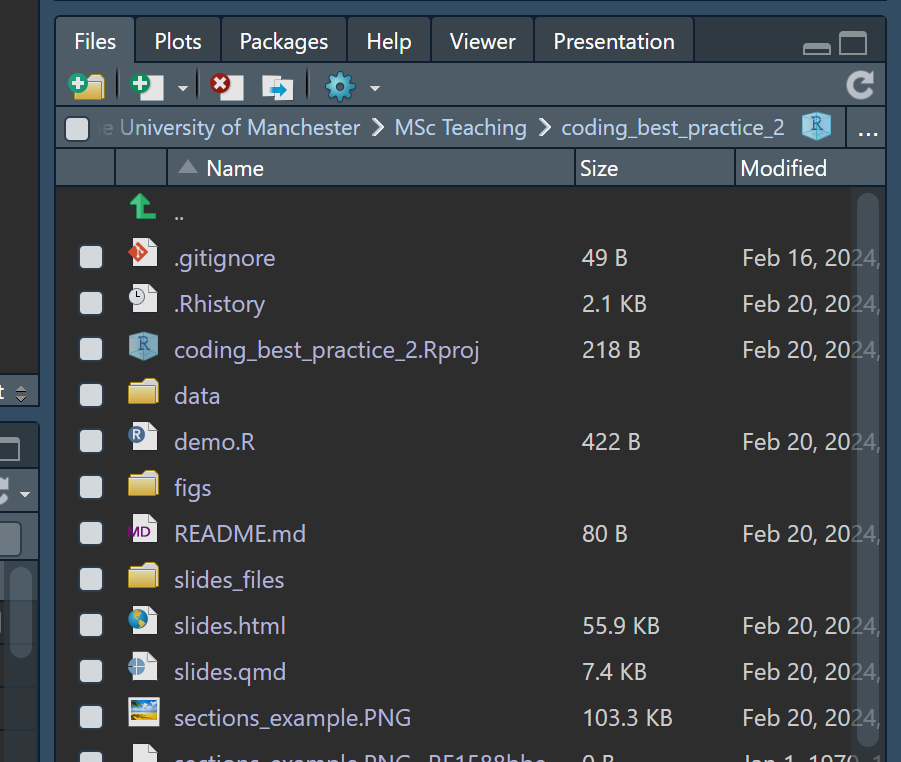 Files Plots Packages Help Viewer Presentation
University of Manchester MSc Teaching coding_best_practice_2 R ...
Name Size Modified
..
.gitignore 49 B Feb 16, 2024,
.Rhistory 2.1 KB Feb 20, 2024,
R coding_best_practice_2.Rproj 218 B Feb 20, 2024,
data
R demo.R 422 B Feb 20, 2024,
figs
MD README.md 80 B Feb 20, 2024,
slides_files
slides.html 55.9 KB Feb 20, 2024,
slides.qmd 7.4 KB Feb 20, 2024,
sections_example.PNG 103.3 KB Feb 20, 2024,